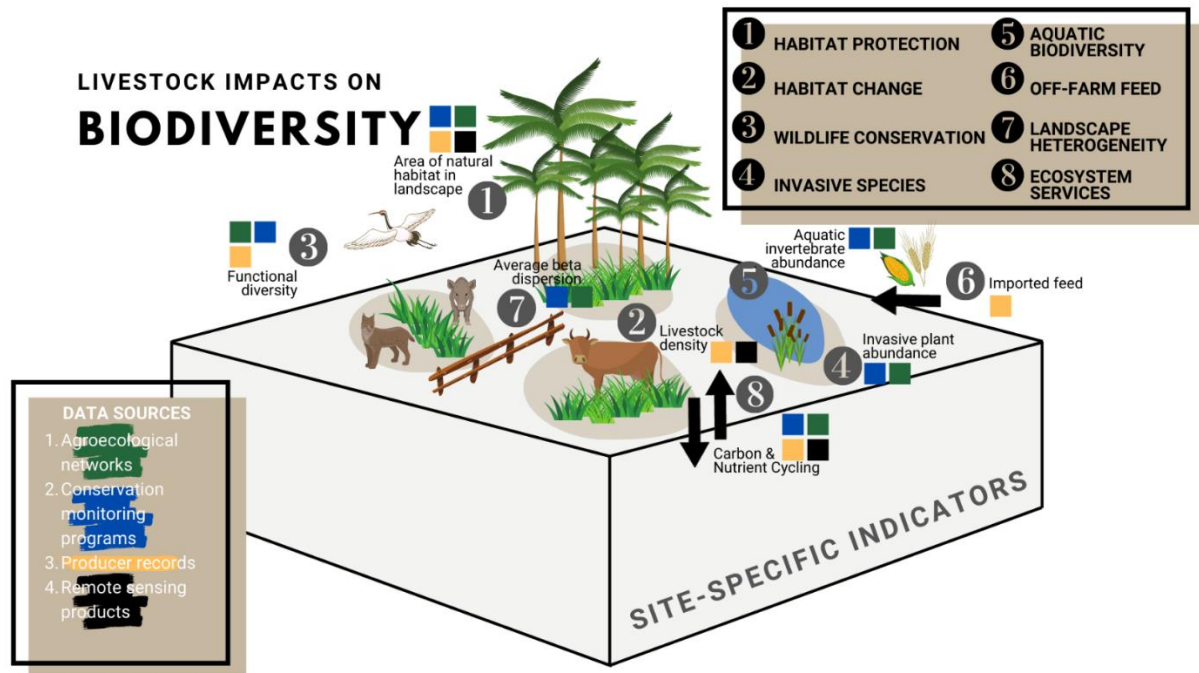 LIVESTOCK IMPACTS ON
BIODIVERSITY
1 HABITAT PROTECTION
2 HABITAT CHANGE
3 WILDLIFE CONSERVATION
4 INVASIVE SPECIES
5 AQUATIC
BIODIVERSITY
6 OFF-FARM FEED
7 LANDSCAPE
HETEROGENEITY
8 ECOSYSTEM
SERVICES
Area of natural
habitat in
landscape
1
3
Functional
diversity
Average beta
dispersion
7
2
Livestock
density
Aquatic
invertebrate
abundance
5
6
Imported feed
4
Invasive plant
abundance
8
Carbon &
Nutrient Cycling
DATA SOURCES
1. Agroecological
networks
2. Conservation
monitoring
programs
3. Producer records
4. Remote sensing
products
SITE-SPECIFIC INDICATORS